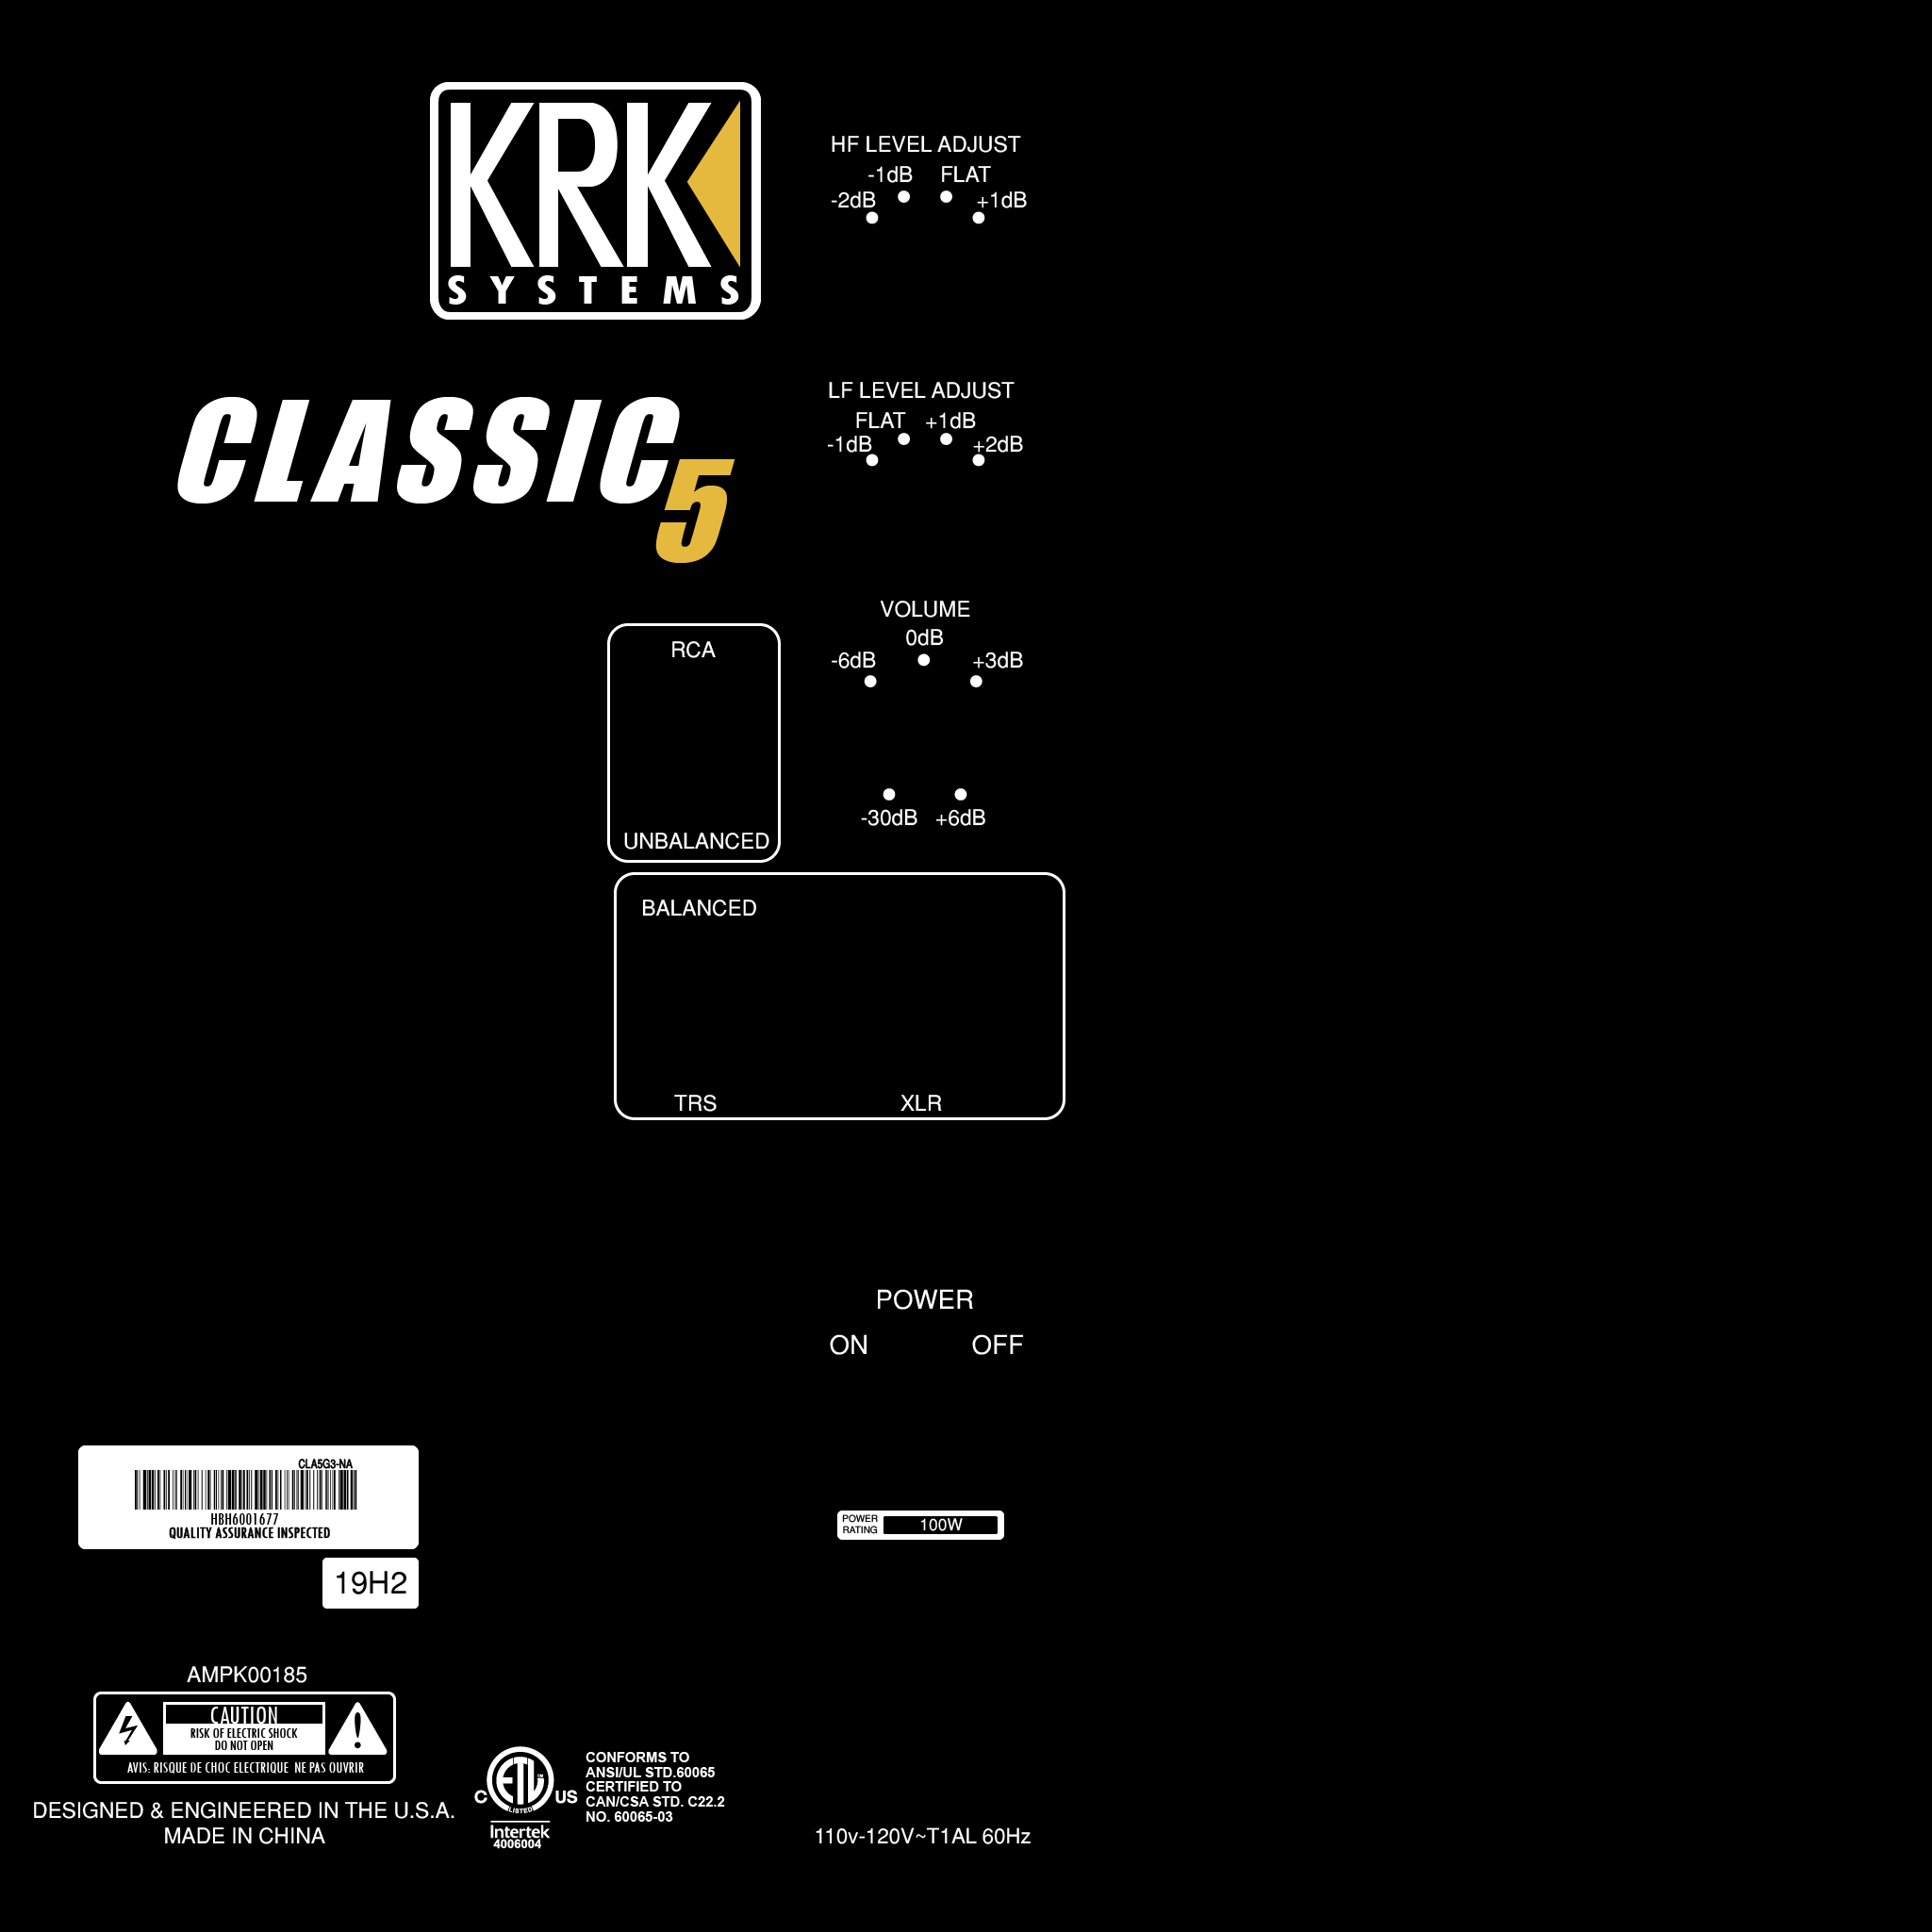 KRK
SYSTEMS
HF LEVEL ADJUST
-1dB FLAT
-2dB +1dB
CLASSIC5
LF LEVEL ADJUST
FLAT +1dB
-1dB +2dB
VOLUME
0dB
-6dB +3dB
-30dB +6dB
RCA
UNBALANCED
BALANCED
TRS XLR
POWER
ON OFF
CLA5G3-NA
HBH6001677
QUALITY ASSURANCE INSPECTED
19H2
POWER
RATING
100W
AMPK00185
CAUTION
RISK OF ELECTRIC SHOCK
DO NOT OPEN
AVIS: RISQUE DE CHOC ELECTRIQUE NE PAS OUVRIR
DESIGNED & ENGINEERED IN THE U.S.A.
MADE IN CHINA
C ETL US
LISTED
Intertek
4006004
CONFORMS TO
ANSI/UL STD.60065
CERTIFIED TO
CAN/CSA STD. C22.2
NO. 60065-03
110v-120V~T1AL 60Hz